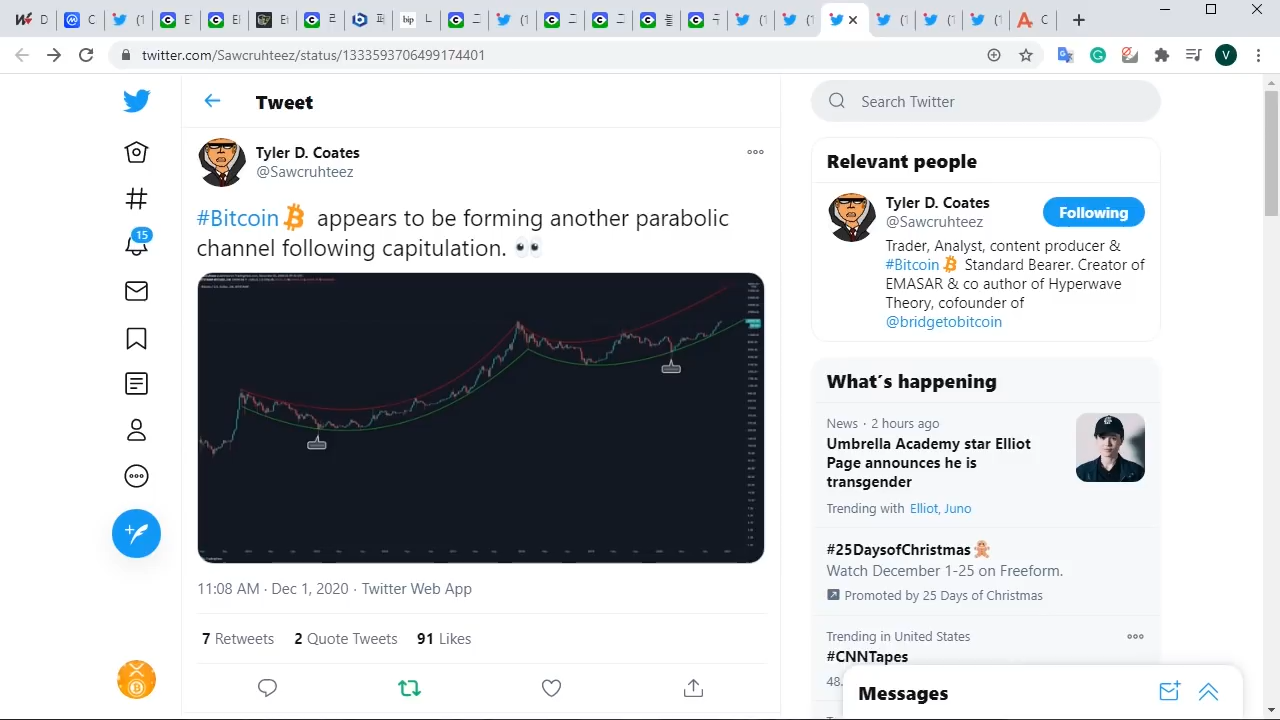 twitter.com/Sawcruhteez/status/1333593706499174401
V
15
Tweet
Tyler D. Coates
@Sawcruhteez
#Bitcoin appears to be forming another parabolic
channel following capitulation. 👀
11:08 AM · Dec 1, 2020 · Twitter Web App
7 Retweets 2 Quote Tweets 91 Likes
Search Twitter
Relevant people
Tyler D. Coates
@Sawcruhteez
Following
Trader, Analyst, content producer &
#Bitcoin Standard Bearer. Creator of
EMASAR & co author of Hyperwave
Theory, cofounder
@bridgetobitcoin
What's happening
News · 2 hours ago
Umbrella Academy star Elliot
Page announces he is
transgender
Trending with Elliot, Juno
#25DaysofChristmas
Watch December 1-25 on Freeform.
Promoted by 25 Days of Christmas
Trending in United States
#CNNTapes
48.
Messages